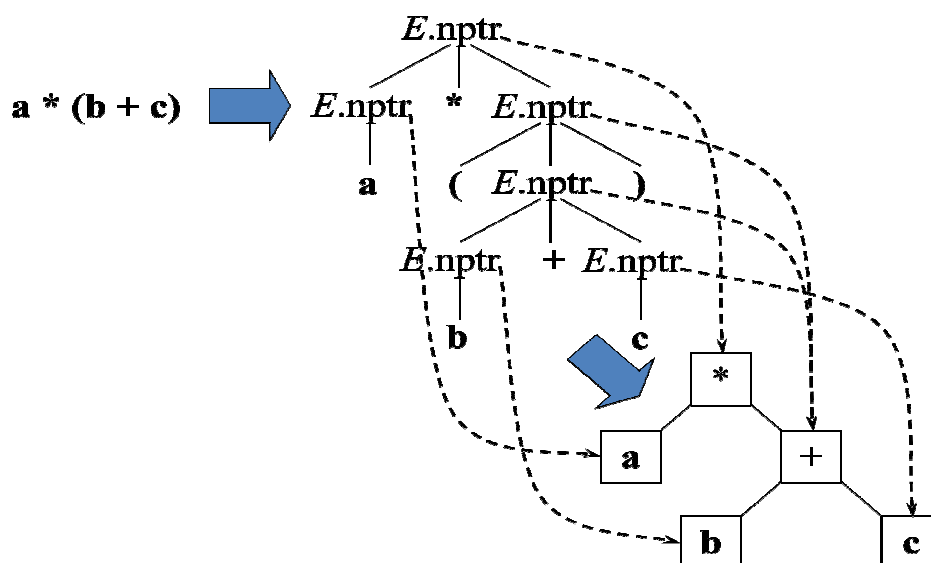 E.nptr
a * (b + c) E.nptr * E.nptr
a ( E.nptr )
E.nptr + E.nptr
b c
*
a +
b c